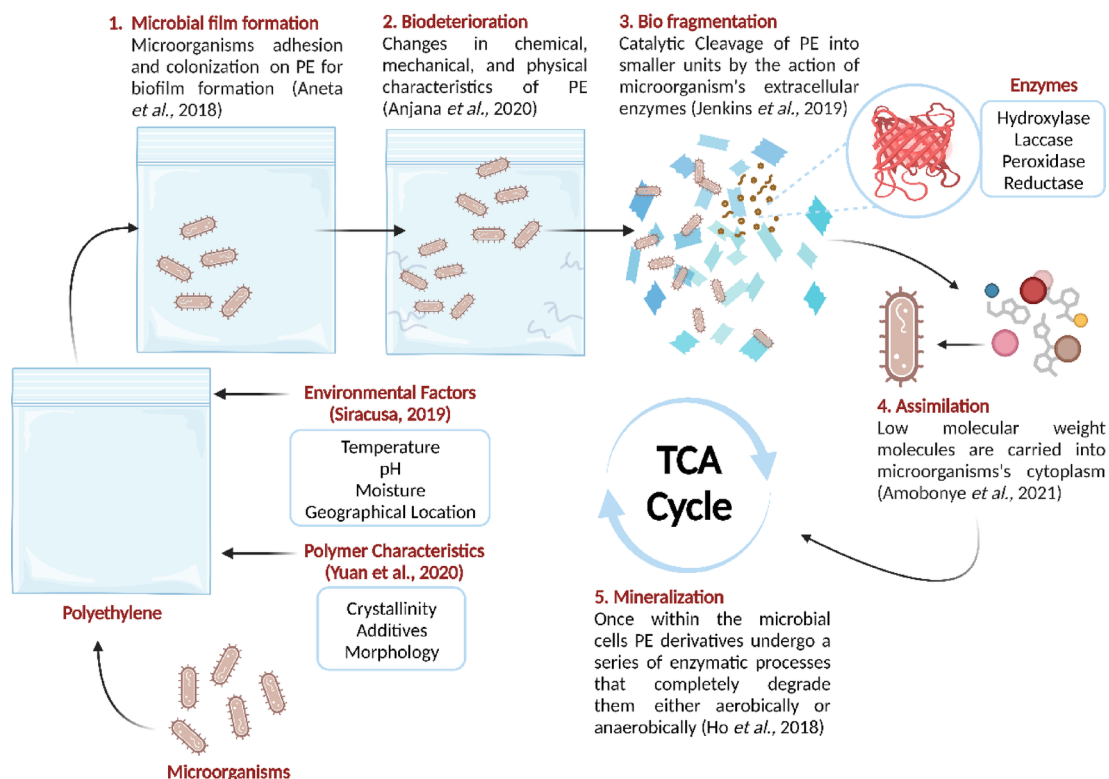 1. Microbial film formation
Microorganisms adhesion
and colonization on PE for
biofilm formation (Aneta
et al., 2018)
2. Biodeterioration
Changes in chemical,
mechanical, and physical
characteristics of PE
(Anjana et al., 2020)
3. Bio fragmentation
Catalytic Cleavage of PE into
smaller units by the action of
microorganism's extracellular
enzymes (Jenkins et al., 2019)
Enzymes
Hydroxylase
Laccase
Peroxidase
Reductase
4. Assimilation
Low molecular weight
molecules are carried into
microorganisms's cytoplasm
(Amobonye et al., 2021)
TCA
Cycle
5. Mineralization
Once within the microbial
cells PE derivatives undergo a
series of enzymatic processes
that completely degrade
them either aerobically or
anaerobically (Ho et al., 2018)
Environmental Factors
(Siracusa, 2019)
Temperature
pH
Moisture
Geographical Location
Polymer Characteristics
(Yuan et al., 2020)
Crystallinity
Additives
Morphology
Polyethylene
Microorganisms